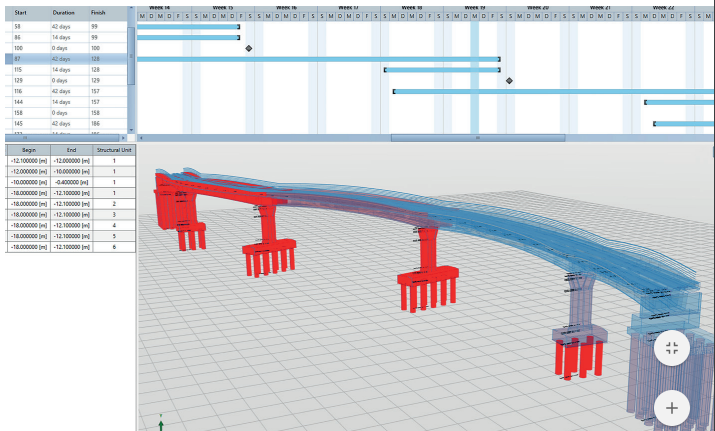 Start Duration Finish
Week 14 Week 15 Week 16 Week 17 Week 18 Week 19 Week 20 Week 21 Week 22
M D M D F S S M D M D F S S M D M D F S S M D M D F S S M D M D F S S M D M D F S S M D M D F S S M D M D F S S M D M D F S S M
58 42 days 99
86 14 days 99
100 0 days 100
87 42 days 128
115 14 days 128
129 0 days 129
116 42 days 157
144 14 days 157
158 0 days 158
145 42 days 186
Begin End Structural Unit
-12.100000 [m] -12.000000 [m] 1
-12.000000 [m] -10.000000 [m] 1
-10.000000 [m] -0.400000 [m] 1
-18.000000 [m] -12.100000 [m] 1
-18.000000 [m] -12.100000 [m] 2
-18.000000 [m] -12.100000 [m] 3
-18.000000 [m] -12.100000 [m] 4
-18.000000 [m] -12.100000 [m] 5
-18.000000 [m] -12.100000 [m] 6